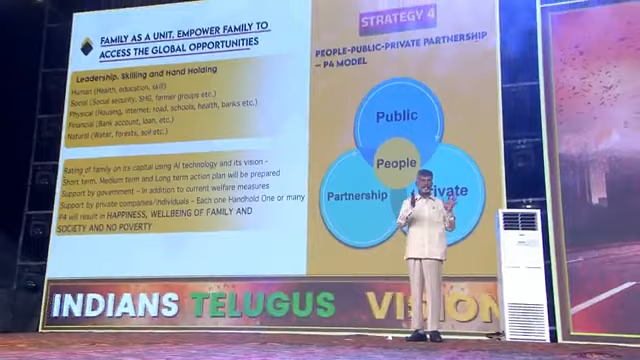 FAMILY AS A UNIT, EMPOWER FAMILY TO
ACCESS THE GLOBAL OPPORTUNITIES
Leadership, Skilling and Hand Holding
Human (Health, education, skill)
Social (Social security, SHG, farmer groups etc.)
Physical (Housing, internet, road, schools, health, banks etc.)
Financial (Bank account, loan, etc.)
Natural (Water, forests, soil etc.)
Rating of family on its capital using AI technology and its vision -
Short term, Medium term and Long term action plan will be prepared
Support by government - in addition to current welfare measures
Support by private companies/individuals - Each one Handhold One or many
P4 will result in HAPPINESS, WELLBEING OF FAMILY AND
SOCIETY AND NO POVERTY
STRATEGY 4
PEOPLE-PUBLIC-PRIVATE PARTNERSHIP
- P4 MODEL
Public
People
Partnership
vate
INDIANS TELUGUS VISION